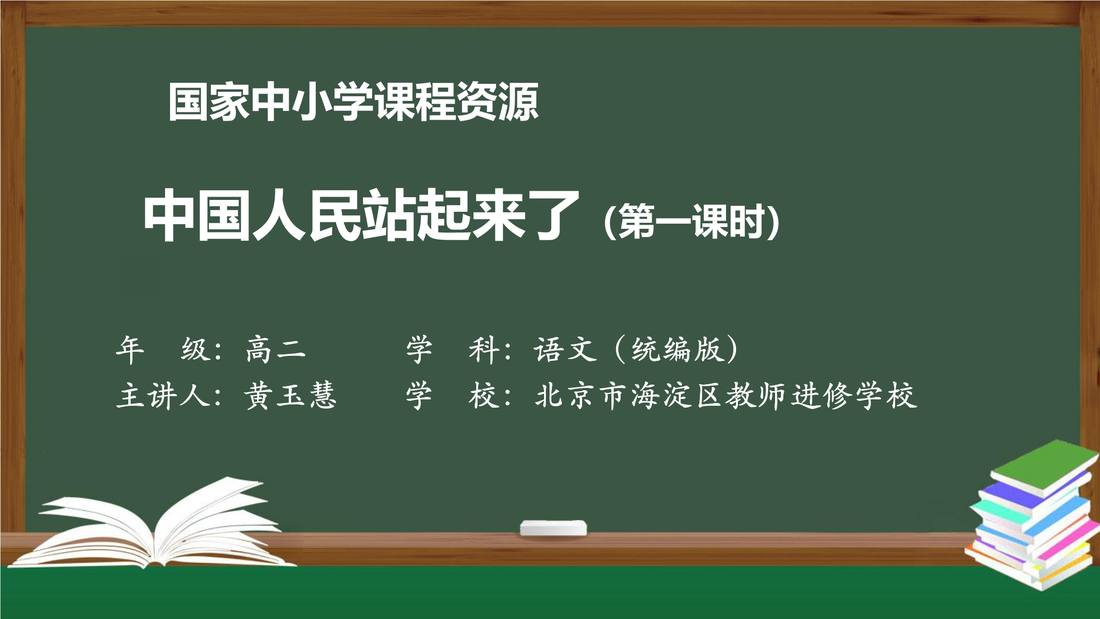 国家中小学课程资源
中国人民站起来了（第一课时）
年　级：高二　　　学　科：语文（统编版）
主讲人：黄玉慧　　学　校：北京市海淀区教师进修学校